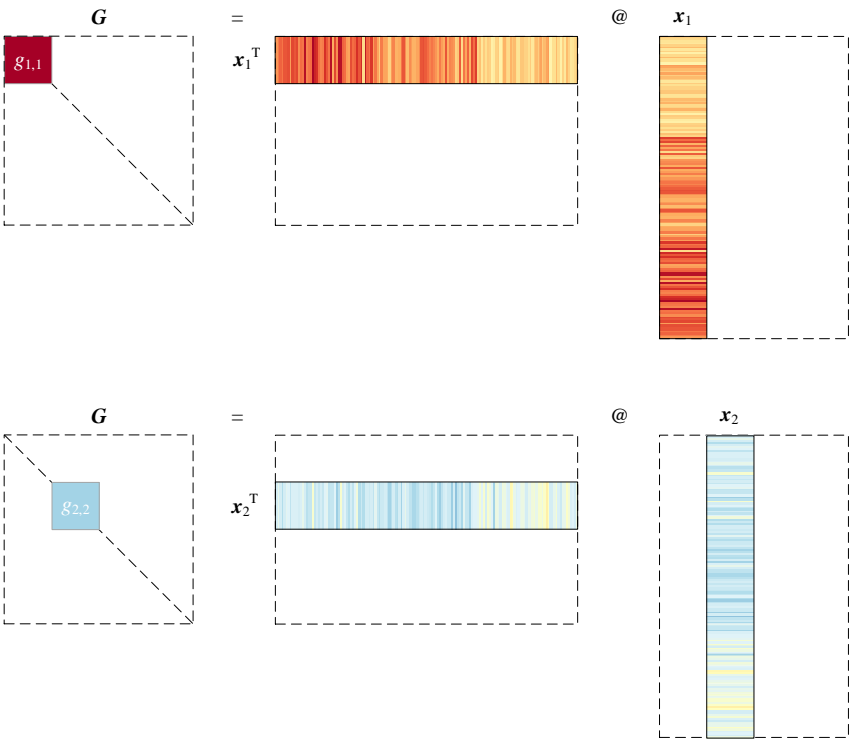 G = @ x₁
g₁,₁ x₁ᵀ
G = @ x₂
g₂,₂ x₂ᵀ